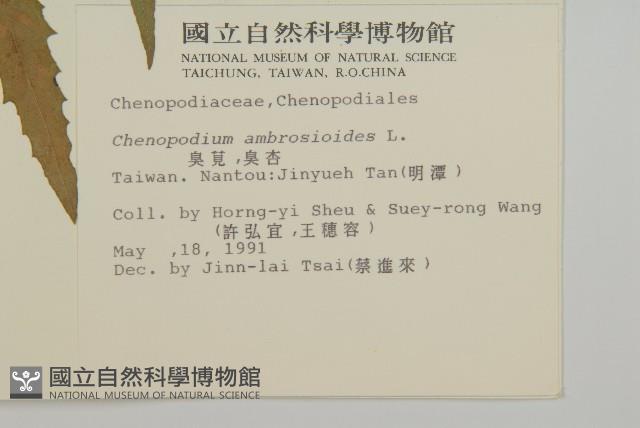 國立自然科學博物館
NATIONAL MUSEUM OF NATURAL SCIENCE
TAICHUNG, TAIWAN, R.O.CHINA
Chenopodiaceae,Chenopodiales
Chenopodium ambrosioides L.
臭莧,臭杏
Taiwan. Nantou:Jinyueh Tan(明潭)
Coll. by Horng-yi Sheu & Suey-rong Wang
(許弘宜,王穗容)
May ,18, 1991
Dec. by Jinn-lai Tsai(蔡進來)
國立自然科學博物館
NATIONAL MUSEUM OF NATURAL SCIENCE